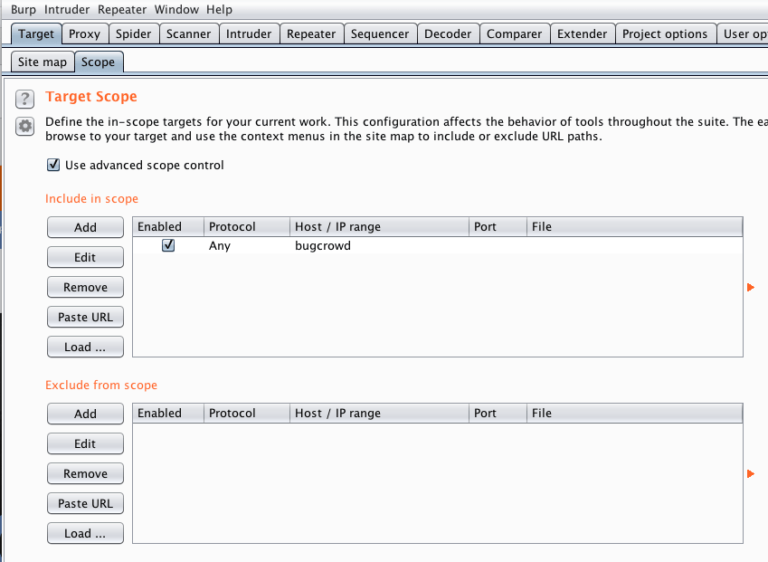 Burp Intruder Repeater Window Help
Target Proxy Spider Scanner Intruder Repeater Sequencer Decoder Comparer Extender Project options User op
Site map Scope
? Target Scope
Define the in-scope targets for your current work. This configuration affects the behavior of tools throughout the suite. The ea
browse to your target and use the context menus in the site map to include or exclude URL paths.
Use advanced scope control
Include in scope
Add Enabled Protocol Host / IP range Port File
Any bugcrowd
Edit
Remove
Paste URL
Load ...
Exclude from scope
Add Enabled Protocol Host / IP range Port File
Edit
Remove
Paste URL
Load ...